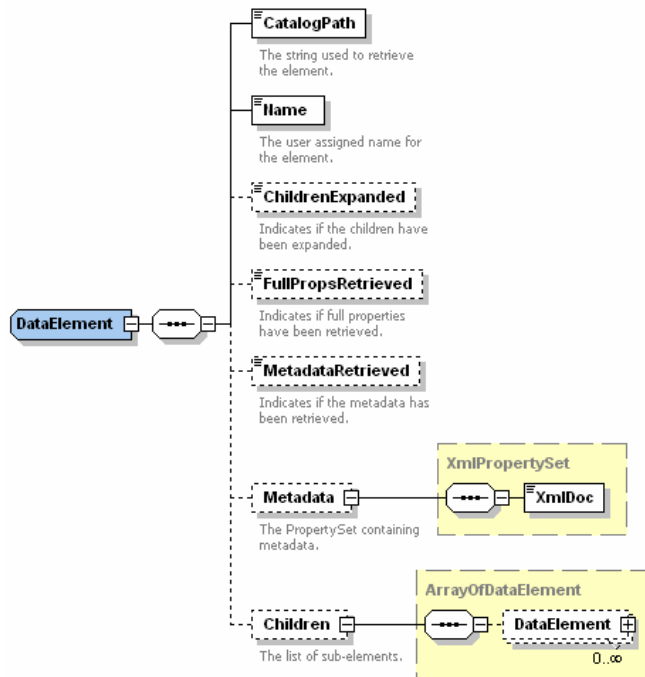 CatalogPath
The string used to retrieve
the element.
Name
The user assigned name for
the element.
ChildrenExpanded
Indicates if the children have
been expanded.
FullPropsRetrieved
Indicates if full properties
have been retrieved.
DataElement
MetadataRetrieved
Indicates if the metadata has
been retrieved.
XmlPropertySet
Metadata
XmlDoc
The PropertySet containing
metadata.
ArrayOfDataElement
Children
DataElement
0..∞
The list of sub-elements.